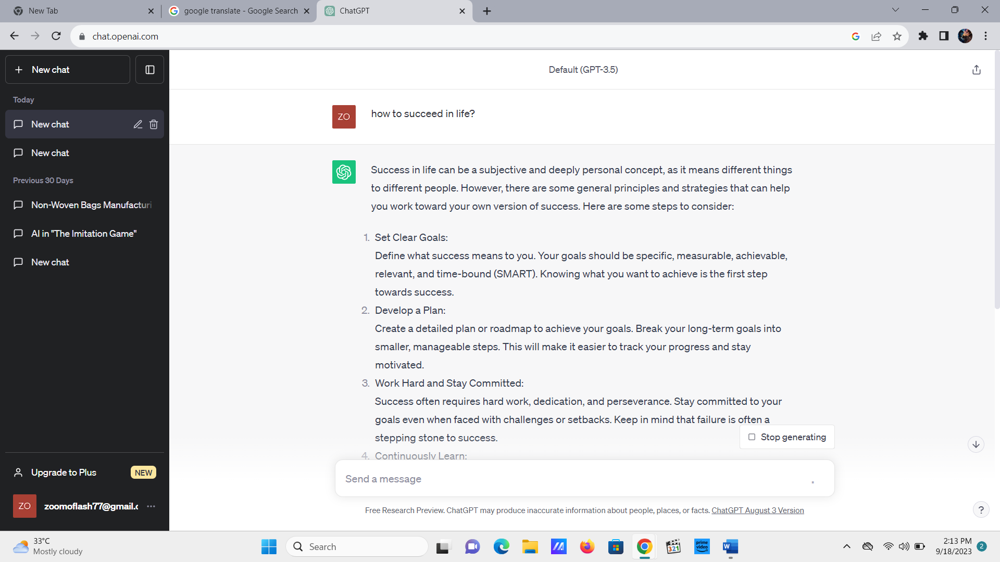 New Tab
google translate - Google Search
ChatGPT
chat.openai.com
New chat
Default (GPT-3.5)
Today
New chat
New chat
Previous 30 Days
Non-Woven Bags Manufacturi
AI in "The Imitation Game"
New chat
ZO
how to succeed in life?
Success in life can be a subjective and deeply personal concept, as it means different things
to different people. However, there are some general principles and strategies that can help
you work toward your own version of success. Here are some steps to consider:
1. Set Clear Goals:
Define what success means to you. Your goals should be specific, measurable, achievable,
relevant, and time-bound (SMART). Knowing what you want to achieve is the first step
towards success.
2. Develop a Plan:
Create a detailed plan or roadmap to achieve your goals. Break your long-term goals into
smaller, manageable steps. This will make it easier to track your progress and stay
motivated.
3. Work Hard and Stay Committed:
Success often requires hard work, dedication, and perseverance. Stay committed to your
goals even when faced with challenges or setbacks. Keep in mind that failure is often a
stepping stone to success.
4. Continuously Learn:
Stop generating
Send a message
Free Research Preview. ChatGPT may produce inaccurate information about people, places, or facts. ChatGPT August 3 Version
?
Upgrade to Plus
NEW
ZO
zoomoflash77@gmail.c
33°C
Mostly cloudy
Search
321
prime
video
W
2:13 PM
9/18/2023
2